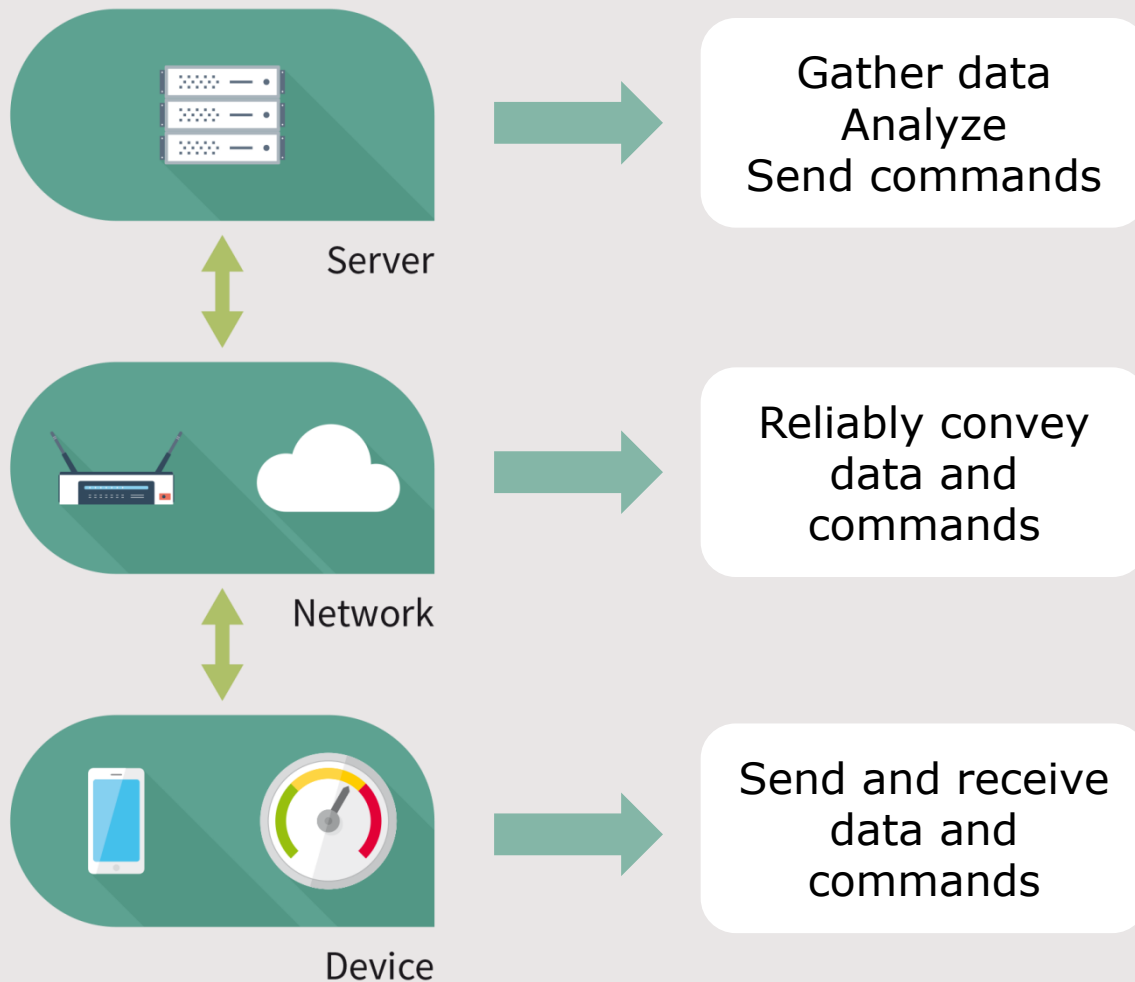 Gather data
Analyze
Send commands
Server
Reliably convey
data and
commands
Network
Send and receive
data and
commands
Device